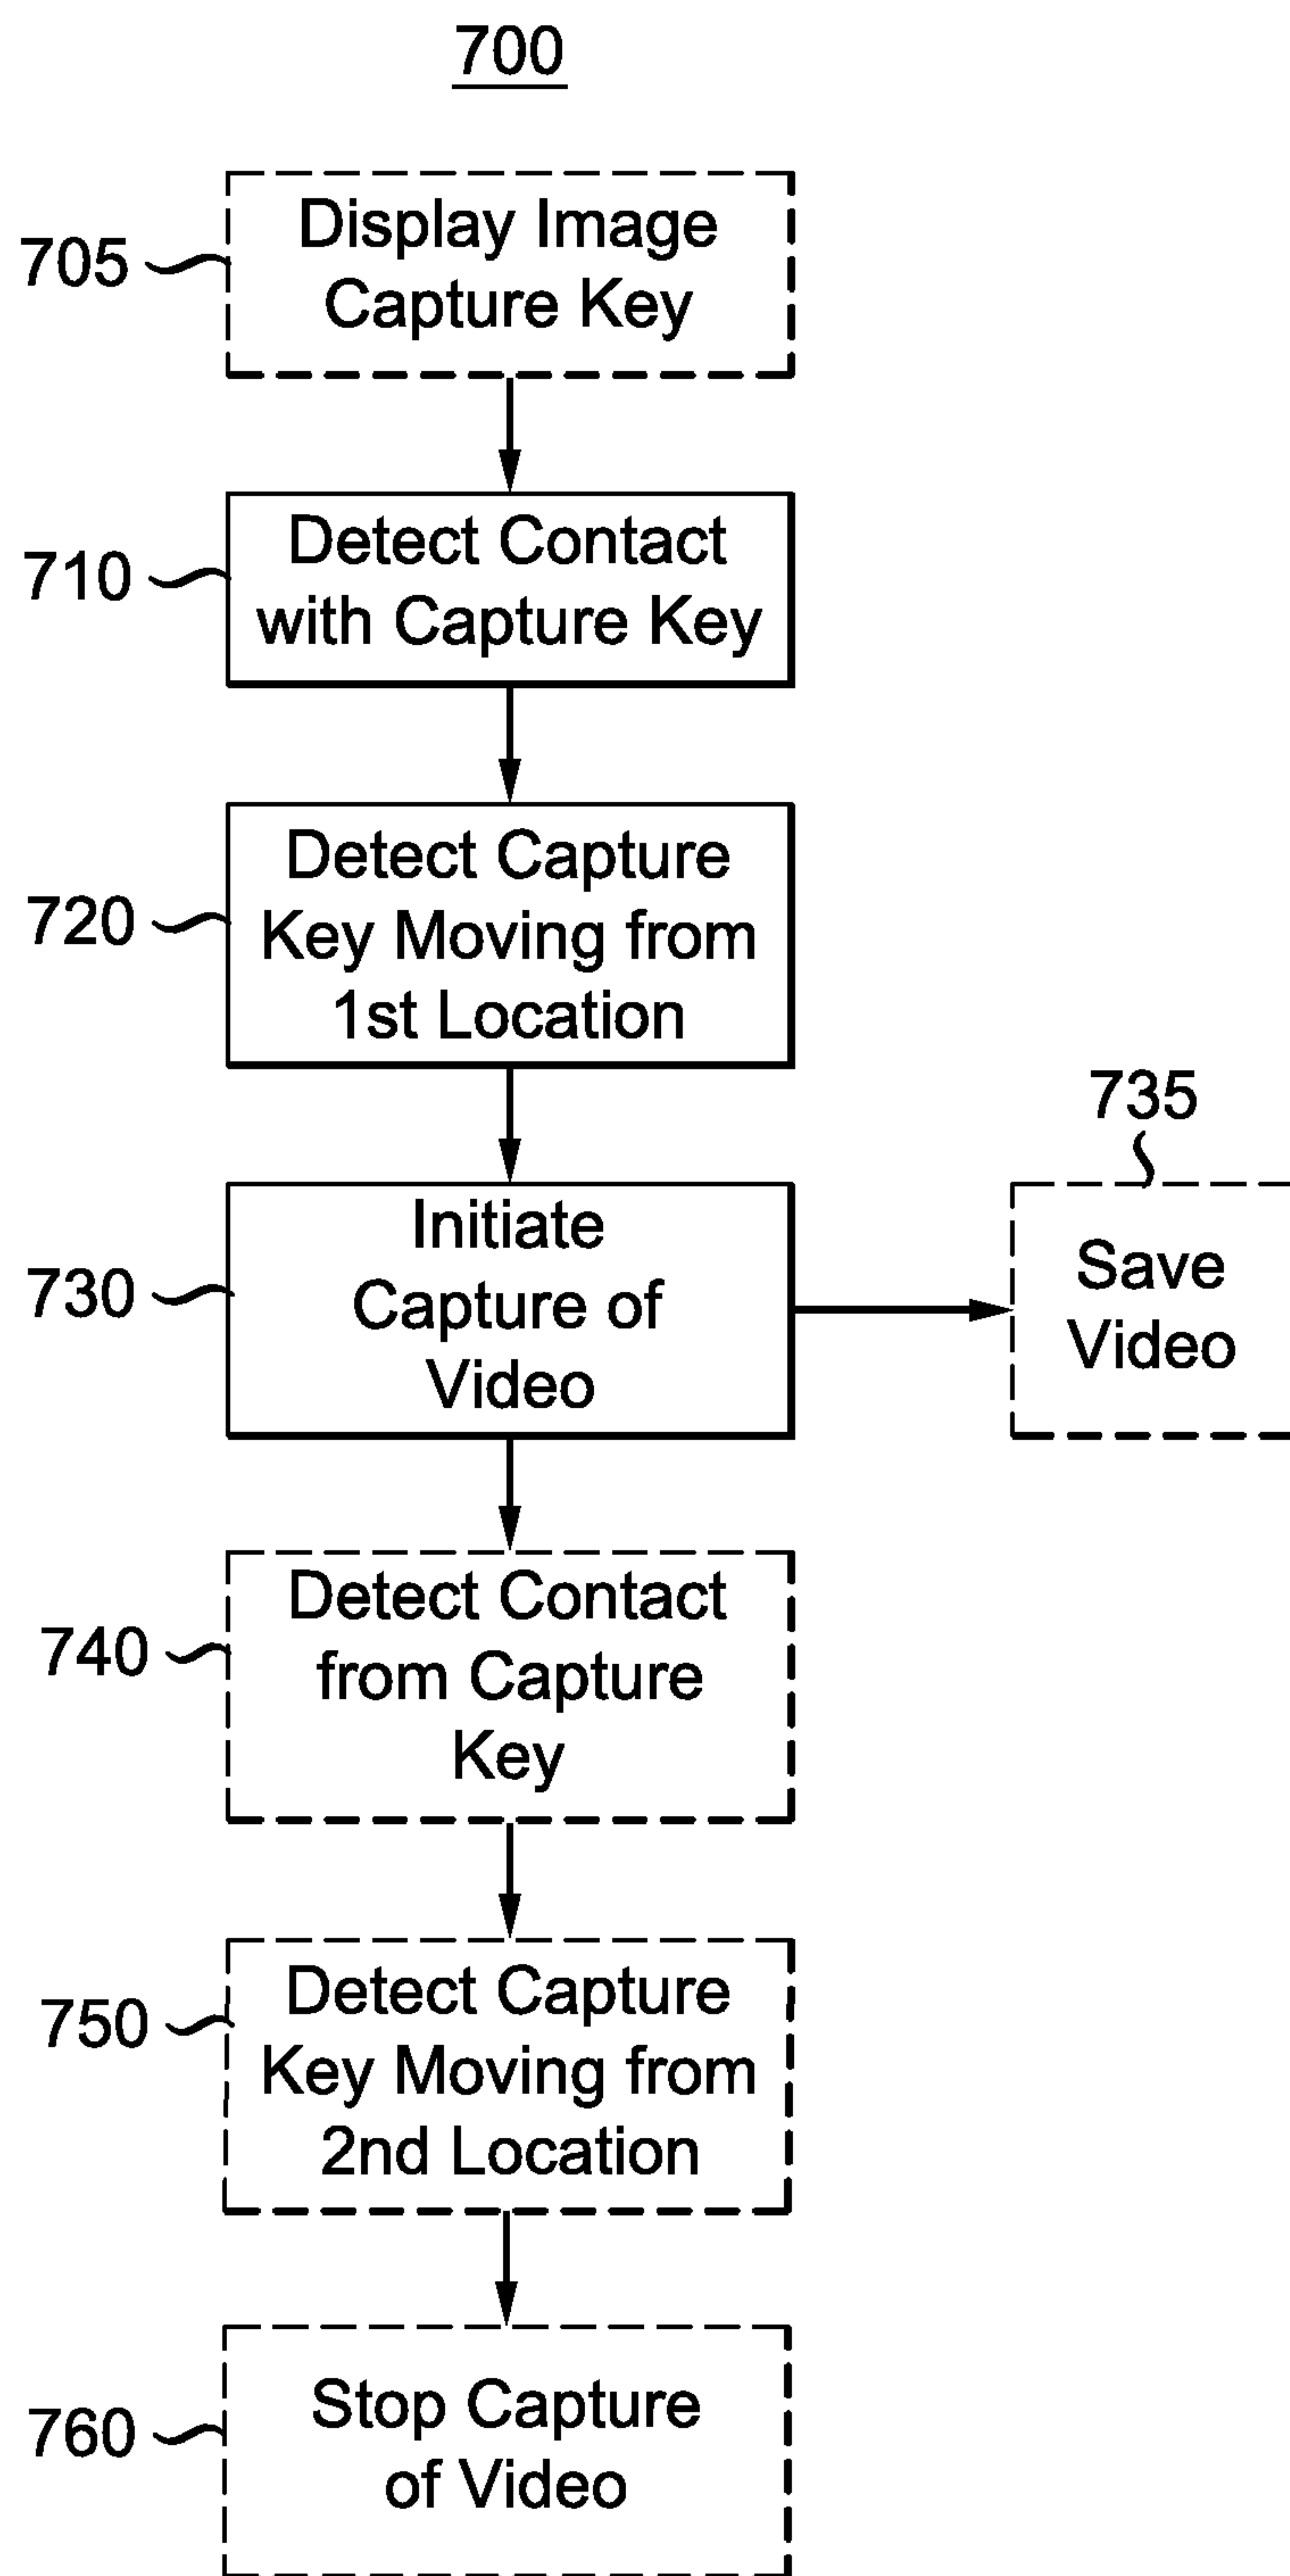 700
705
Display Image
Capture Key
710
Detect Contact
with Capture Key
720
Detect Capture
Key Moving from
1st Location
730
Initiate
Capture of
Video
735
Save
Video
740
Detect Contact
from Capture
Key
750
Detect Capture
Key Moving from
2nd Location
760
Stop Capture
of Video